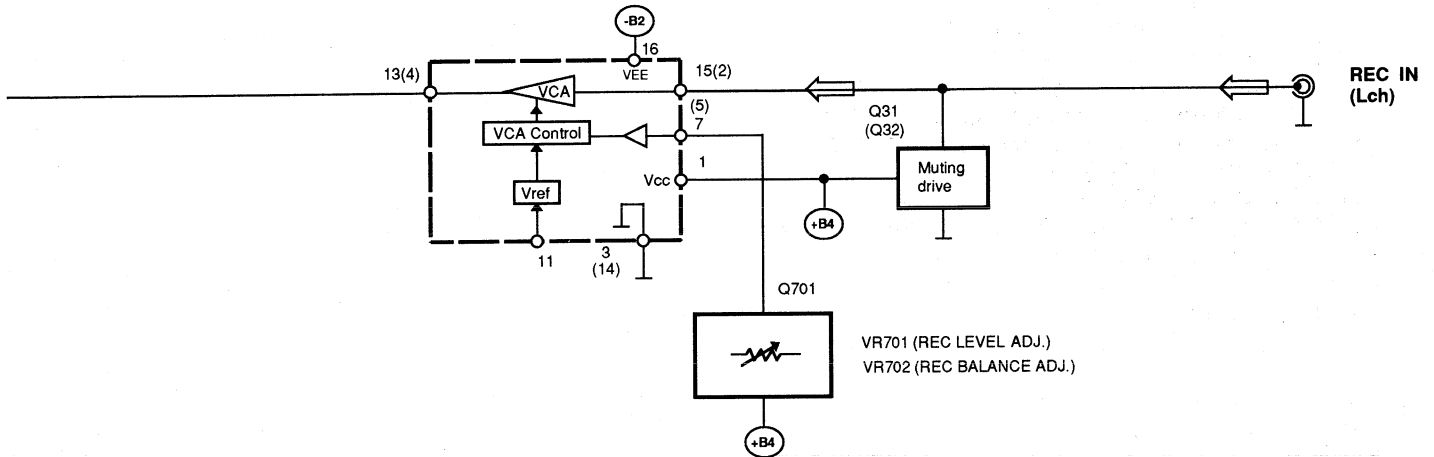 -B2
16
VEE
13(4)
15(2)
VCA
(5)
7
VCA Control
1
Vcc
Vref
11
3
(14)
Q31
(Q32)
Muting
drive
+B4
REC IN
(Lch)
Q701
VR701 (REC LEVEL ADJ.)
VR702 (REC BALANCE ADJ.)
+B4